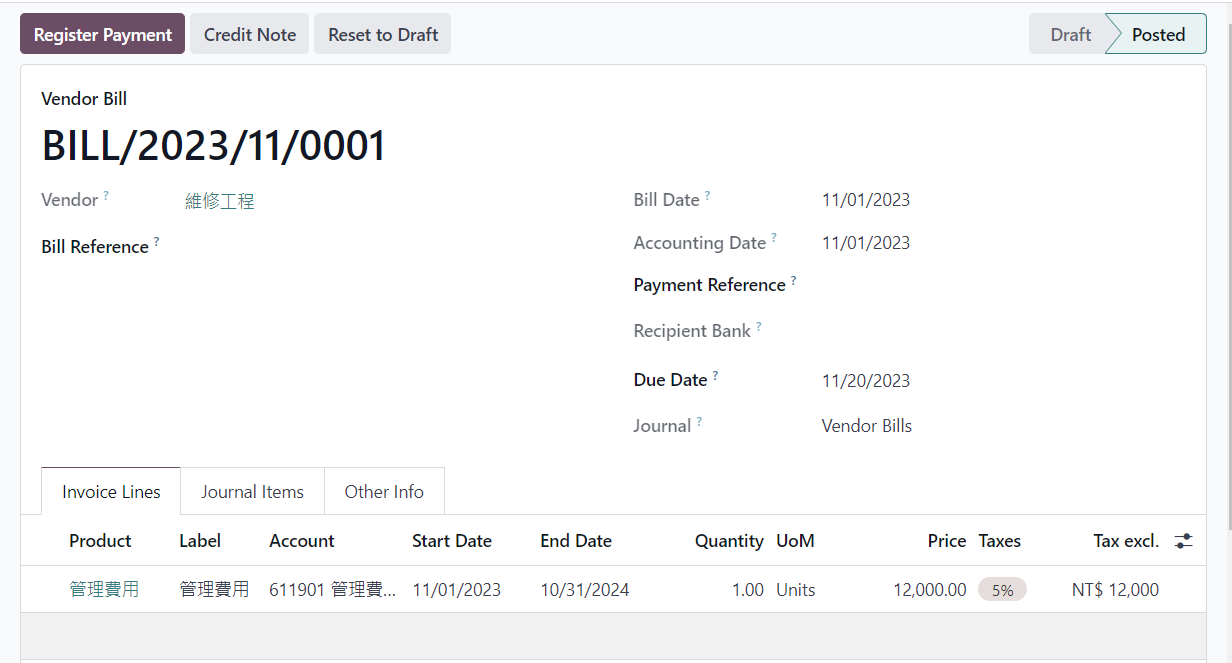 Register Payment Credit Note Reset to Draft Draft Posted
Vendor Bill
BILL/2023/11/0001
Vendor ? 維修工程 Bill Date ? 11/01/2023
Bill Reference ? Accounting Date ? 11/01/2023
Payment Reference ?
Recipient Bank ?
Due Date ? 11/20/2023
Journal ? Vendor Bills
Invoice Lines Journal Items Other Info
Product Label Account Start Date End Date Quantity UoM Price Taxes Tax excl.
管理費用 管理費用 611901 管理費... 11/01/2023 10/31/2024 1.00 Units 12,000.00 5% NT$ 12,000